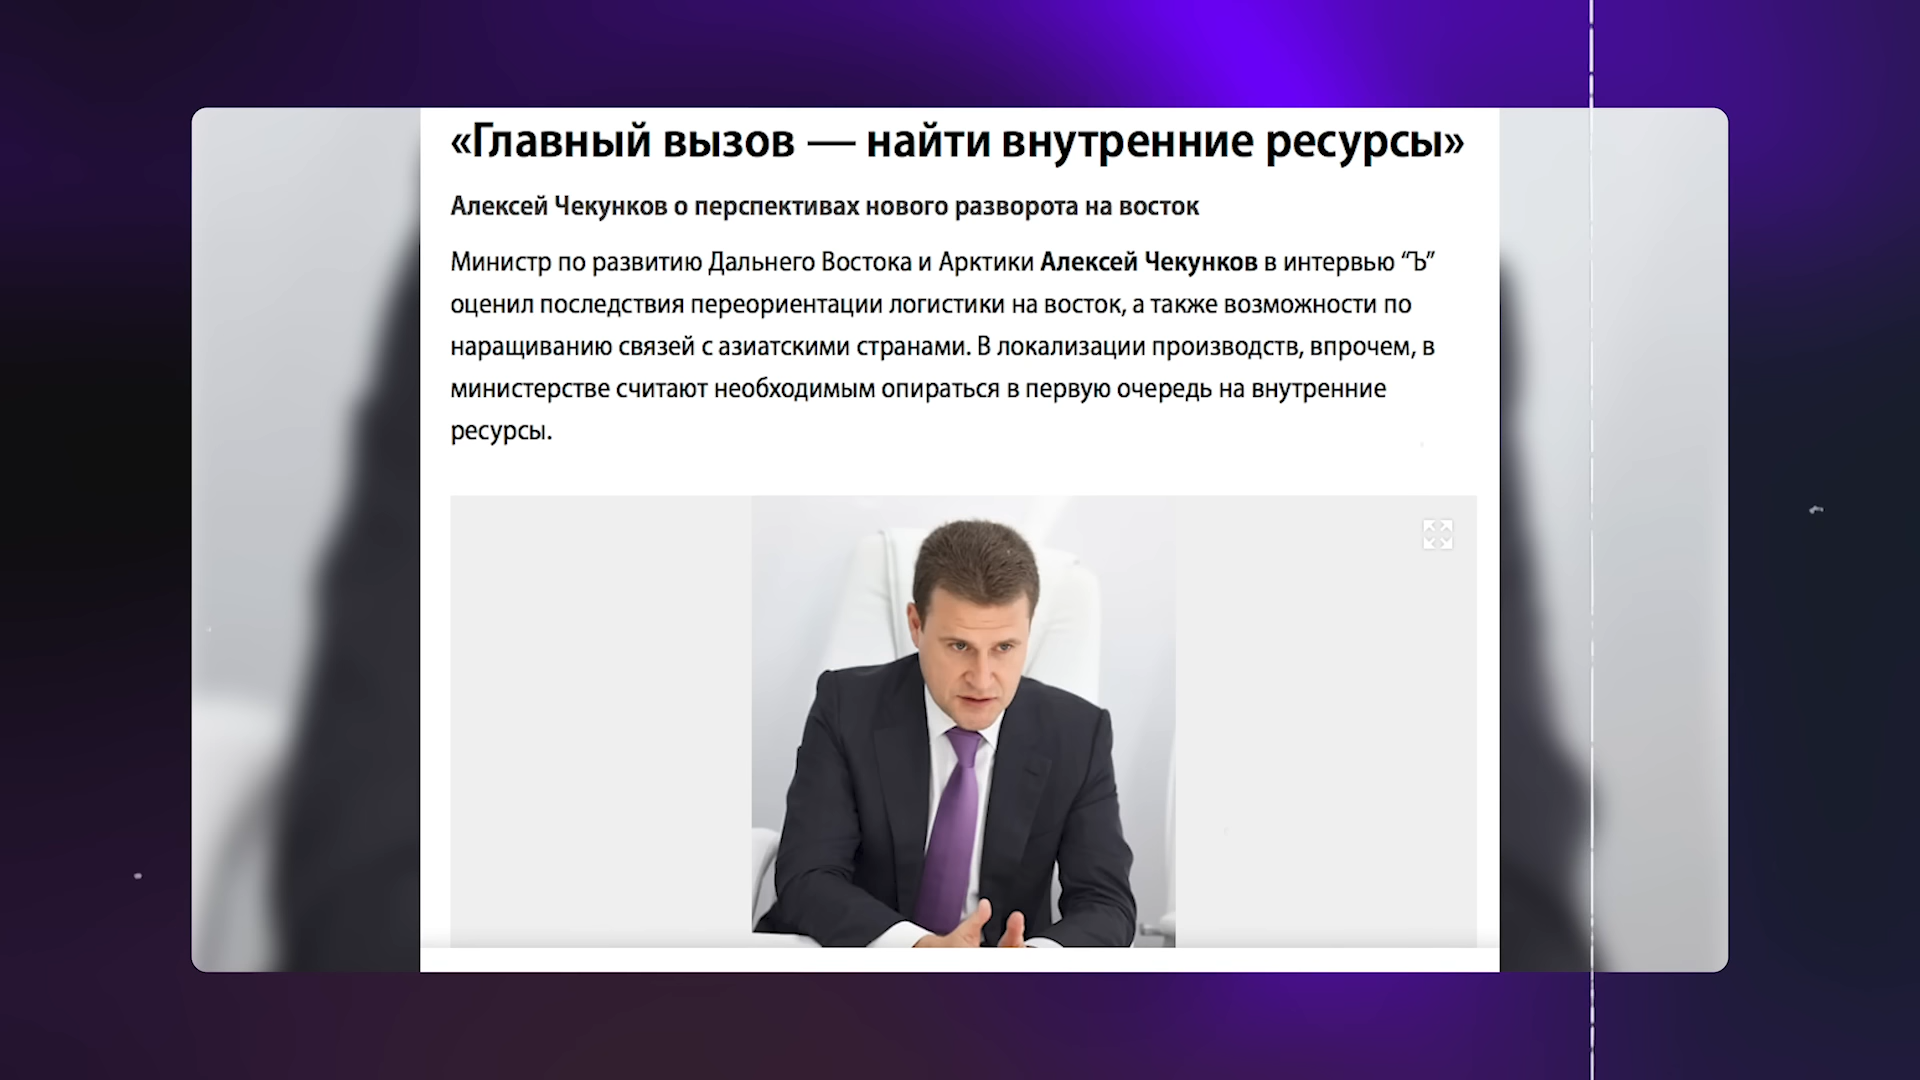 «Главный вызов — найти внутренние ресурсы»
Алексей Чекунков о перспективах нового разворота на восток
Министр по развитию Дальнего Востока и Арктики Алексей Чекунков в интервью “Ъ”
оценил последствия переориентации логистики на восток, а также возможности по
наращиванию связей с азиатскими странами. В локализации производств, впрочем, в
министерстве считают необходимым опираться в первую очередь на внутренние
ресурсы.